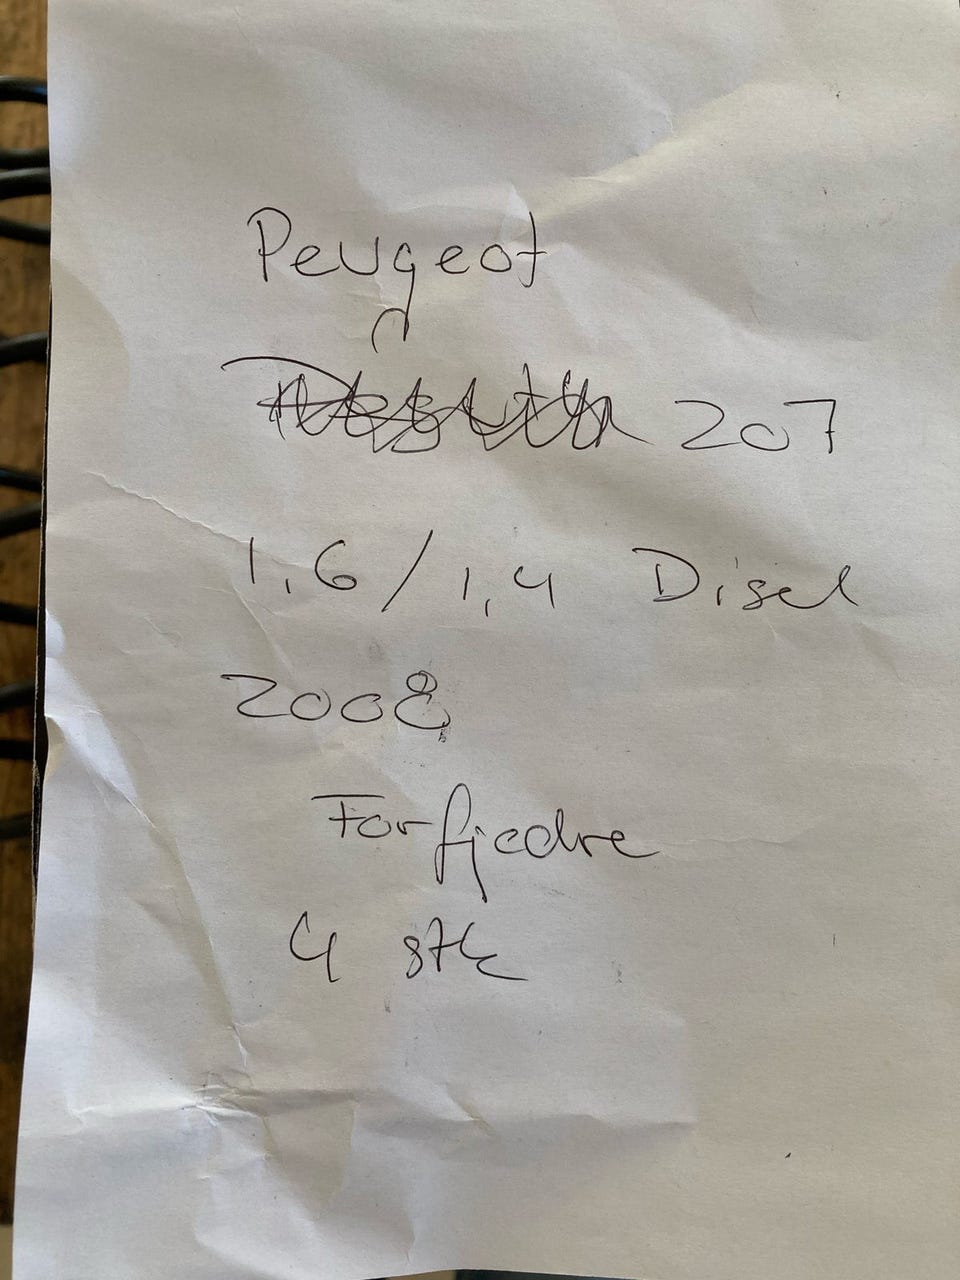 Peugeot
207
1,6 / 1,4 Disel
2008
For fjedre
4 stk